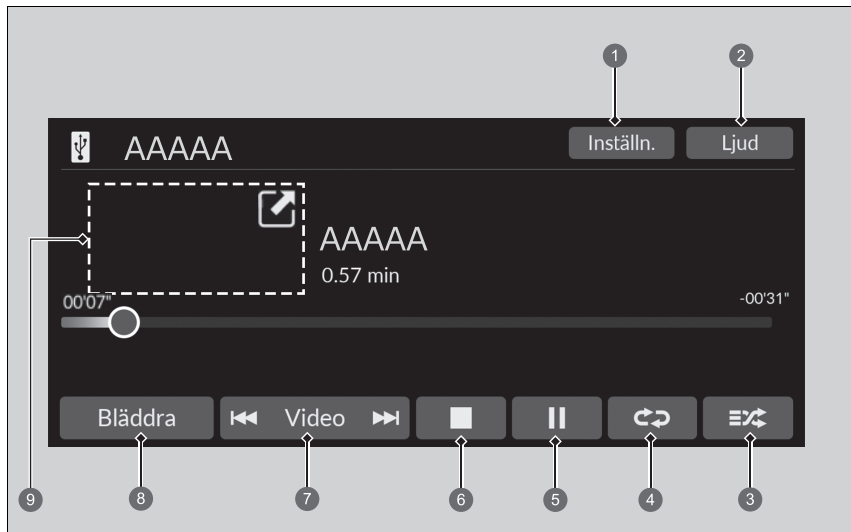 1 2
AAAAA Inställn. Ljud
AAAAA
0.57 min
00'07" -00'31"
Bläddra Video
9 8 7 6 5 4 3